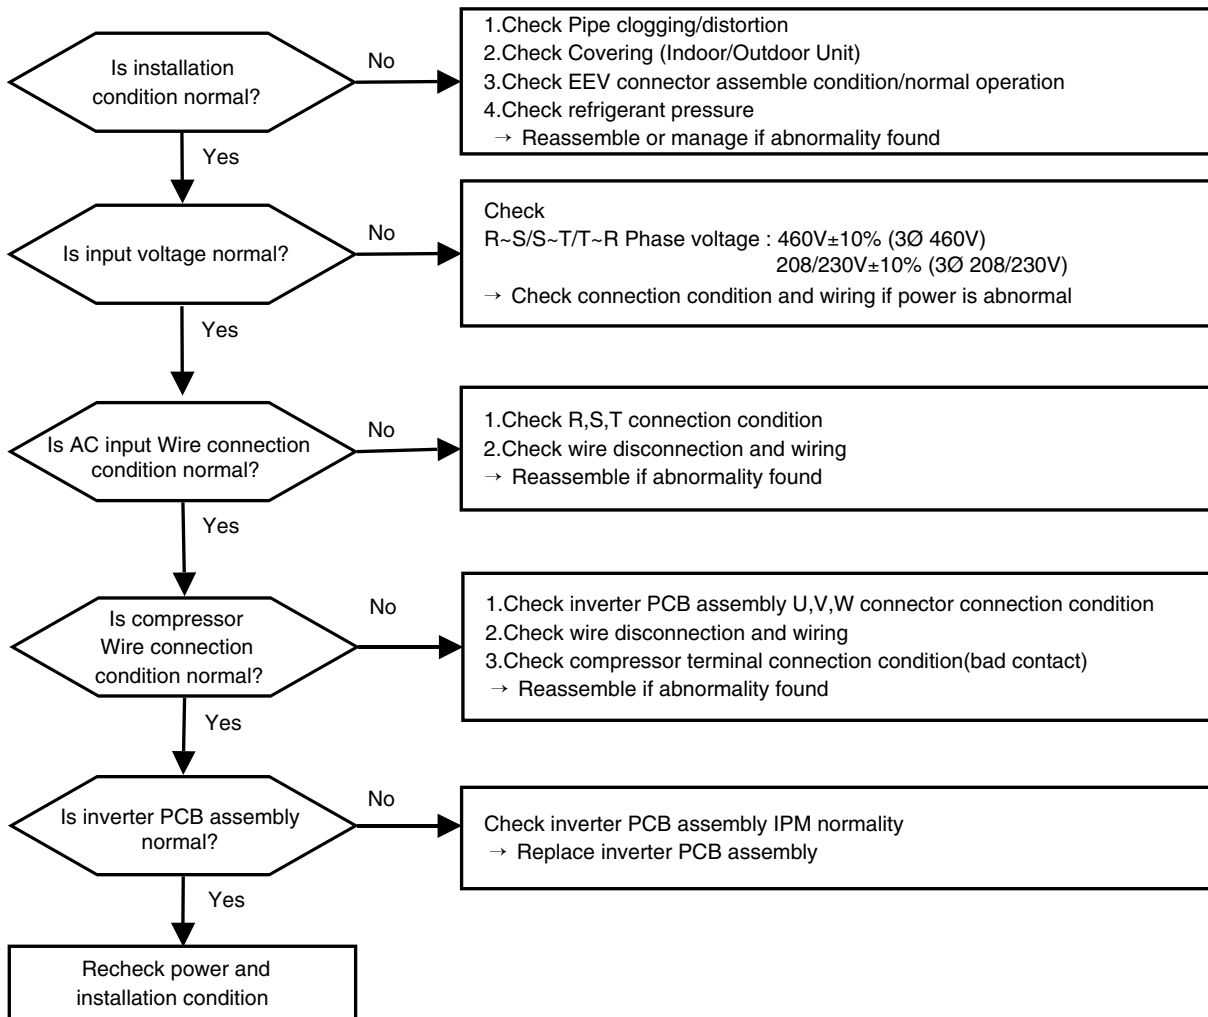 Is installation
condition normal?
No
1.Check Pipe clogging/distortion
2.Check Covering (Indoor/Outdoor Unit)
3.Check EEV connector assemble condition/normal operation
4.Check refrigerant pressure
→ Reassemble or manage if abnormality found
Yes
Is input voltage normal?
No
Check
R~S/S~T/T~R Phase voltage : 460V±10% (3Ø 460V)
208/230V±10% (3Ø 208/230V)
→ Check connection condition and wiring if power is abnormal
Yes
Is AC input Wire connection
condition normal?
No
1.Check R,S,T connection condition
2.Check wire disconnection and wiring
→ Reassemble if abnormality found
Yes
Is compressor
Wire connection
condition normal?
No
1.Check inverter PCB assembly U,V,W connector connection condition
2.Check wire disconnection and wiring
3.Check compressor terminal connection condition(bad contact)
→ Reassemble if abnormality found
Yes
Is inverter PCB assembly
normal?
No
Check inverter PCB assembly IPM normality
→ Replace inverter PCB assembly
Yes
Recheck power and
installation condition